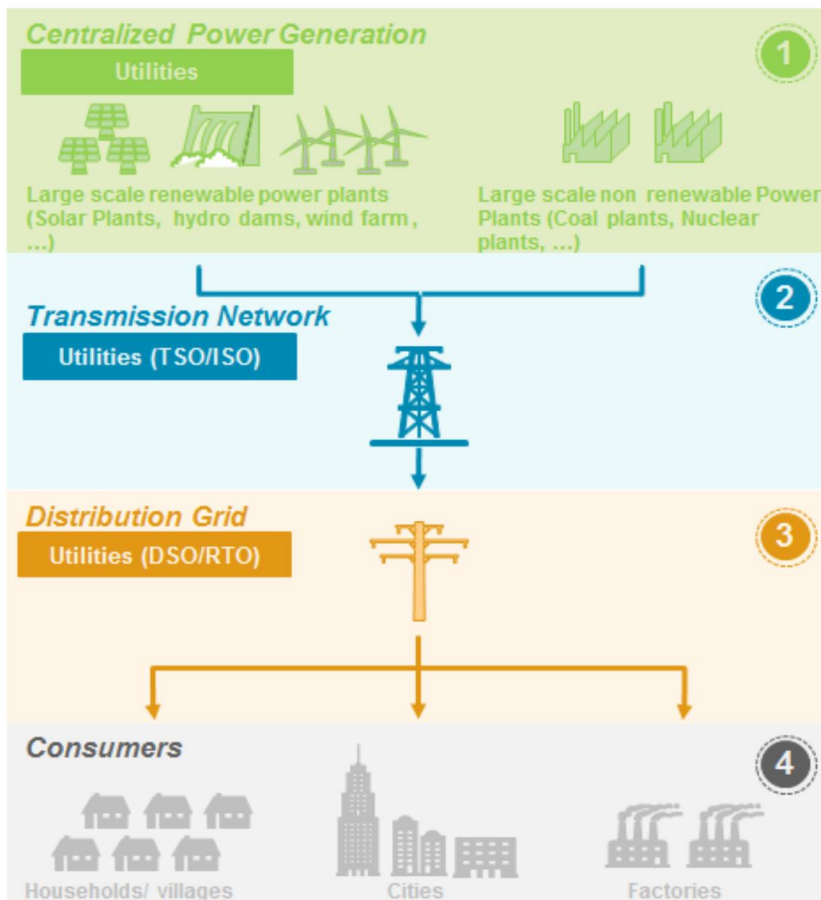 Centralized Power Generation
1
Utilities
Large scale renewable power plants
(Solar Plants, hydro dams, wind farm,
...)
Large scale non renewable Power
Plants (Coal plants, Nuclear
plants, ...)
2
Transmission Network
Utilities (TSO/ISO)
Distribution Grid
3
Utilities (DSO/RTO)
Consumers
4
Households/ villages
Cities
Factories